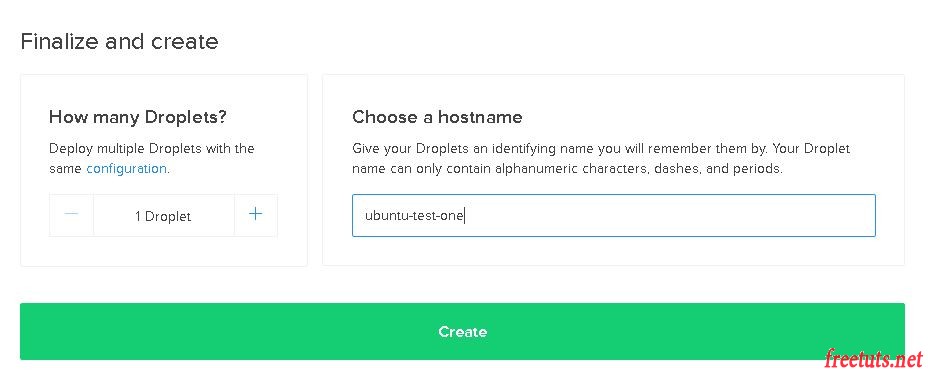 Finalize and create
How many Droplets?
Deploy multiple Droplets with the
same configuration.
1 Droplet
Choose a hostname
Give your Droplets an identifying name you will remember them by. Your Droplet
name can only contain alphanumeric characters, dashes, and periods.
ubuntu-test-one
Create
freetuts.net